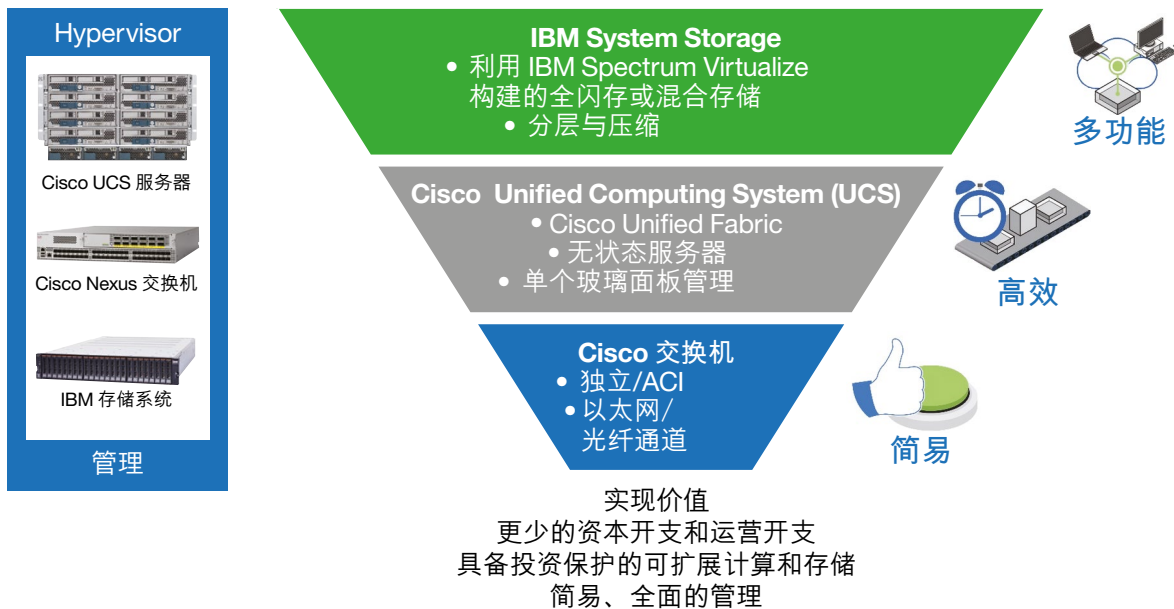 Hypervisor
Cisco UCS 服务器
Cisco Nexus 交换机
IBM 存储系统
管理
IBM System Storage
• 利用 IBM Spectrum Virtualize
构建的全闪存或混合存储
• 分层与压缩
多功能
Cisco Unified Computing System (UCS)
• Cisco Unified Fabric
• 无状态服务器
• 单个玻璃面板管理
高效
Cisco 交换机
• 独立/ACI
• 以太网/
光纤通道
简易
实现价值
更少的资本开支和运营开支
具备投资保护的可扩展计算和存储
简易、全面的管理